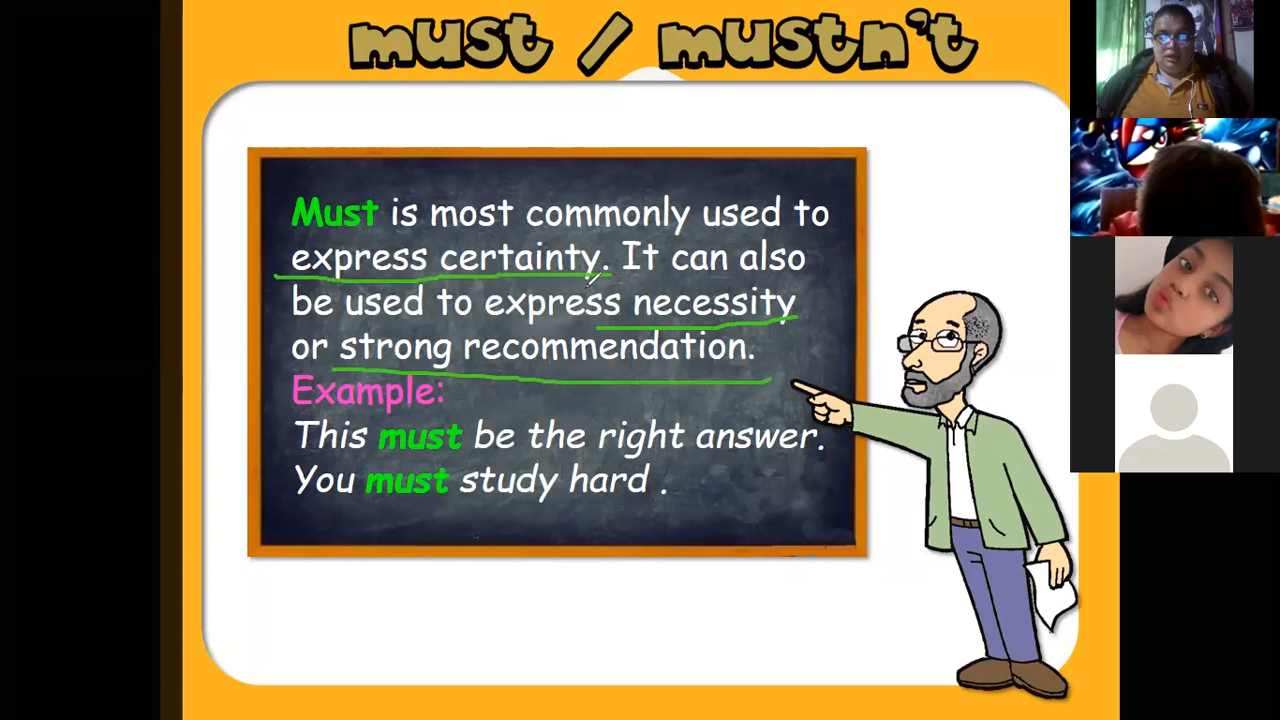 must / mustn't
Must is most commonly used to
express certainty. It can also
be used to express necessity
or strong recommendation.
Example:
This must be the right answer.
You must study hard .